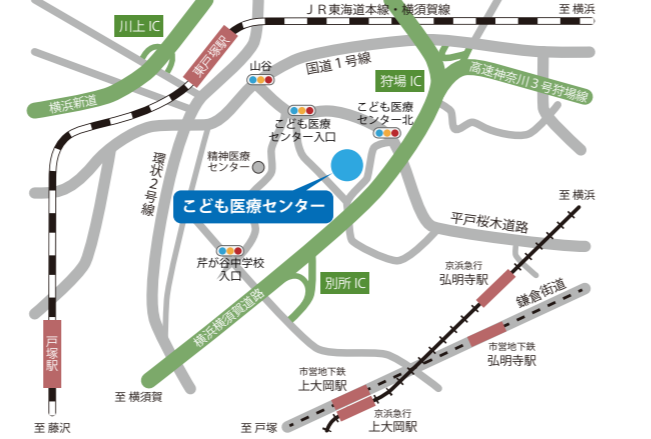 ＪＲ東海道本線・横須賀線
至 横浜
川上 IC
東戸塚駅
山谷
国道１号線
狩場 IC
高速神奈川３号狩場線
横浜新道
こども医療
センター入口
こども医療
センター北
精神医療
センター
環状２号線
こども医療センター
至 横浜
平戸桜木道路
芹が谷中学校
入口
京浜急行
弘明寺駅
別所 IC
鎌倉街道
横浜横須賀道路
戸塚駅
市営地下鉄
弘明寺駅
市営地下鉄
上大岡駅
至 横須賀
京浜急行
上大岡駅
至 藤沢
至 戸塚